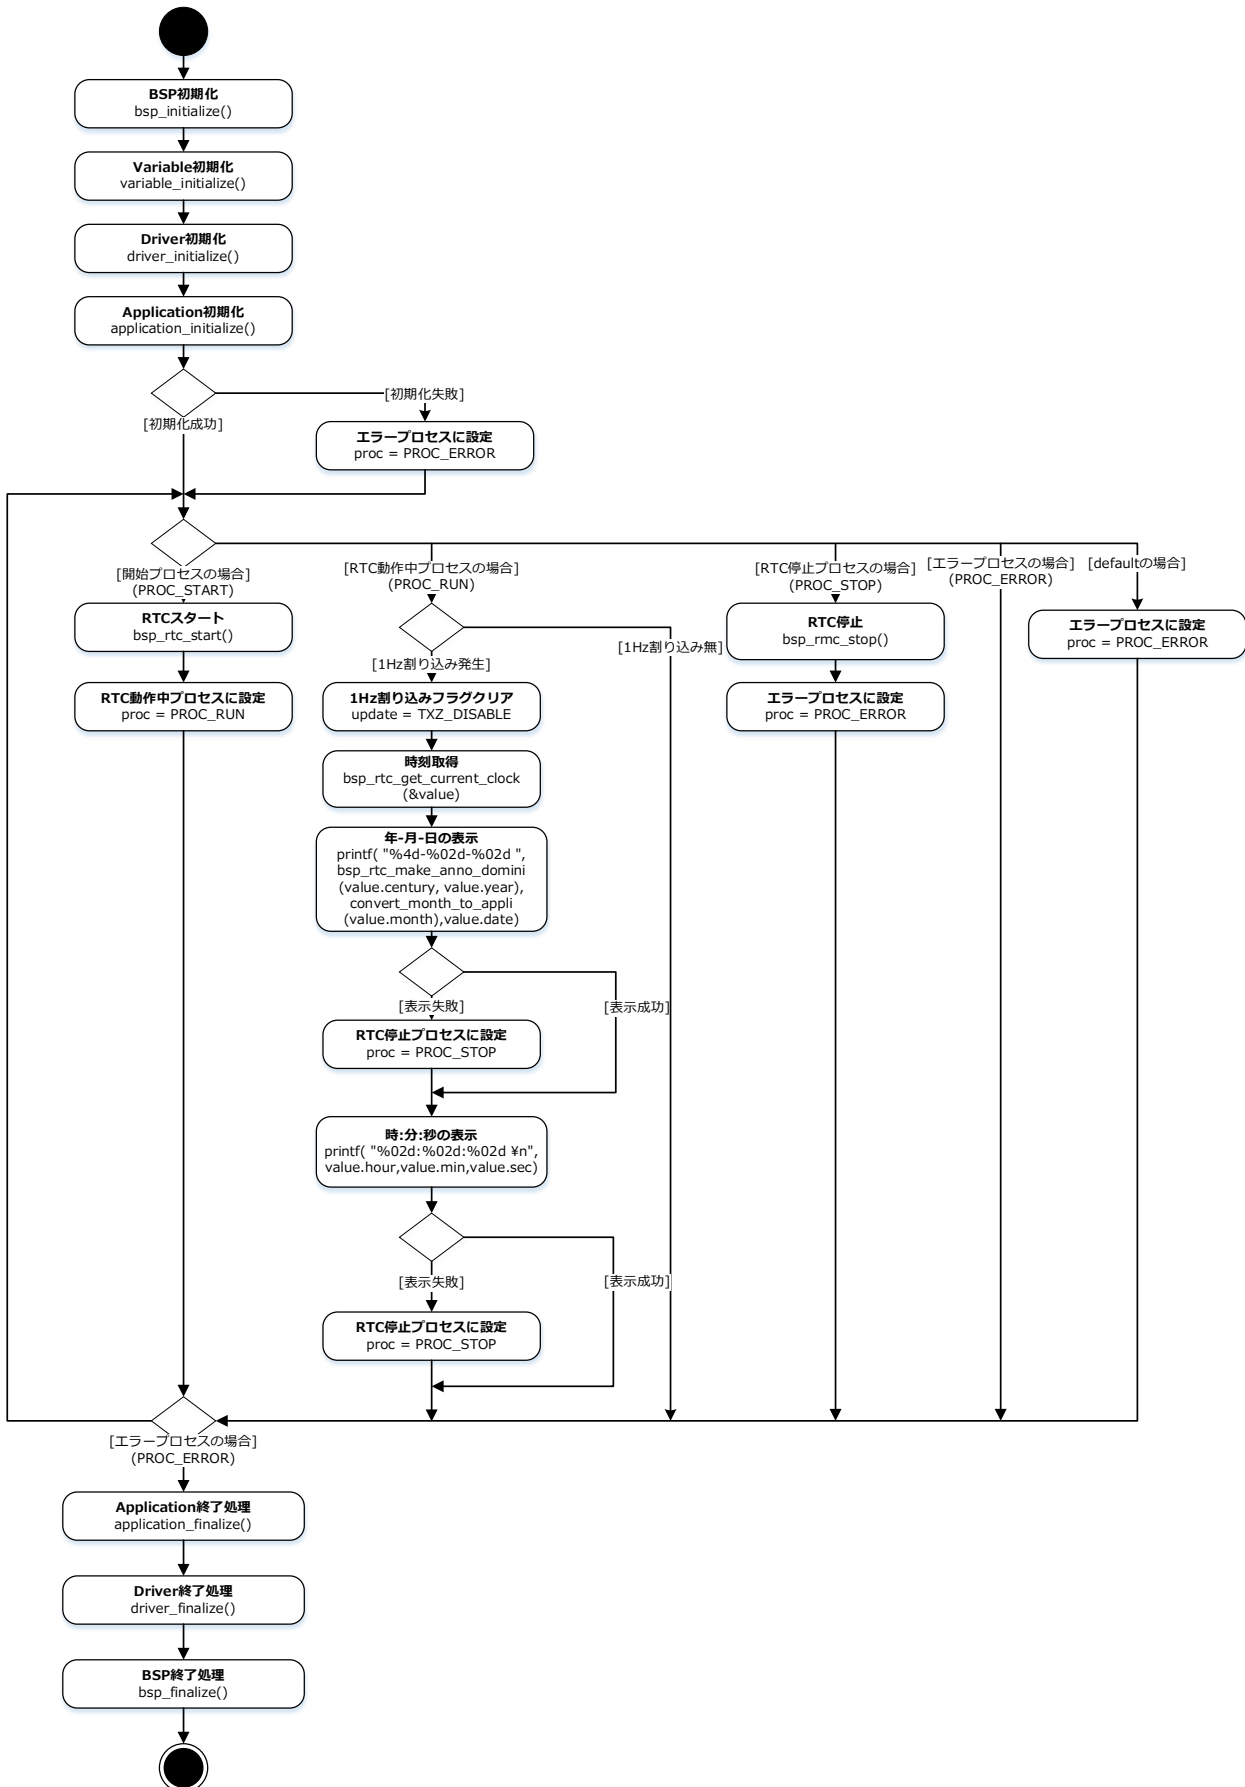 BSP初期化
bsp_initialize()
Variable初期化
variable_initialize()
Driver初期化
driver_initialize()
Application初期化
application_initialize()
[初期化失敗]
[初期化成功]
エラープロセスに設定
proc = PROC_ERROR
[開始プロセスの場合]
(PROC_START)
RTCスタート
bsp_rtc_start()
RTC動作中プロセスに設定
proc = PROC_RUN
[RTC動作中プロセスの場合]
(PROC_RUN)
[1Hz割り込み無]
[1Hz割り込み発生]
1Hz割り込みフラグクリア
update = TXZ_DISABLE
時刻取得
bsp_rtc_get_current_clock
(&value)
年-月-日の表示
printf( "%4d-%02d-%02d ",
bsp_rtc_make_anno_domini
(value.century, value.year),
convert_month_to_appli
(value.month),value.date)
[表示失敗]
[表示成功]
RTC停止プロセスに設定
proc = PROC_STOP
時:分:秒の表示
printf( "%02d:%02d:%02d ¥n",
value.hour,value.min,value.sec)
[表示失敗]
[表示成功]
RTC停止プロセスに設定
proc = PROC_STOP
[RTC停止プロセスの場合]
(PROC_STOP)
RTC停止
bsp_rmc_stop()
エラープロセスに設定
proc = PROC_ERROR
[エラープロセスの場合]
(PROC_ERROR)
[defaultの場合]
エラープロセスに設定
proc = PROC_ERROR
[エラープロセスの場合]
(PROC_ERROR)
Application終了処理
application_finalize()
Driver終了処理
driver_finalize()
BSP終了処理
bsp_finalize()